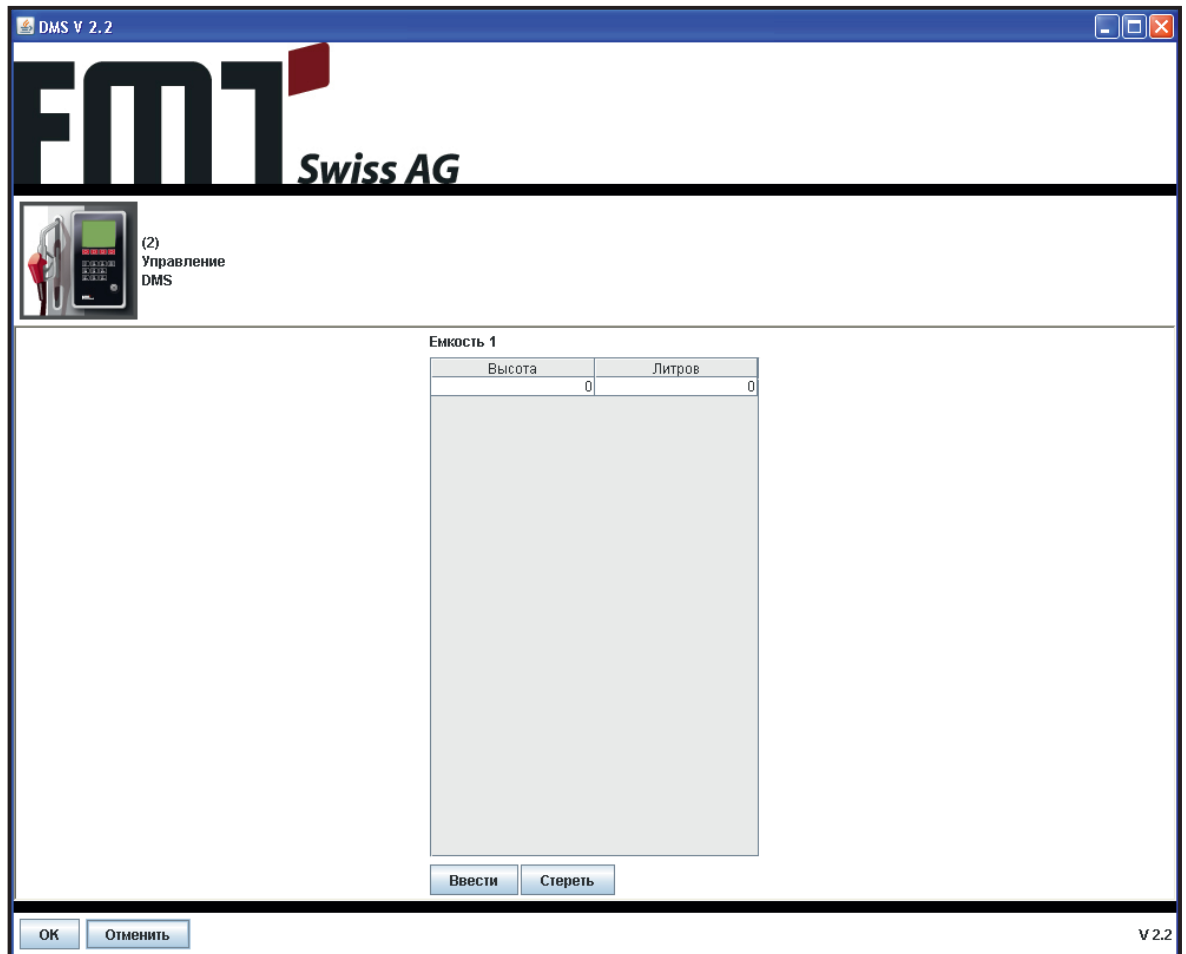 DMS V 2.2
FMT
Swiss AG
(2)
Управление
DMS
Емкость 1
Высота Литров
0 0
Ввести Стереть
OK Отменить V 2.2